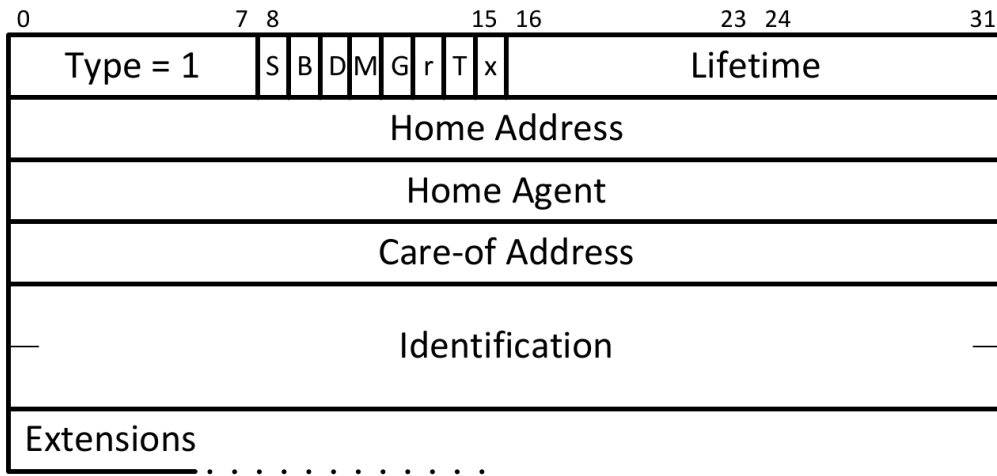 0 7 8 15 16 23 24 31
Type = 1 S B D M G r T x Lifetime
Home Address
Home Agent
Care-of Address
Identification
Extensions